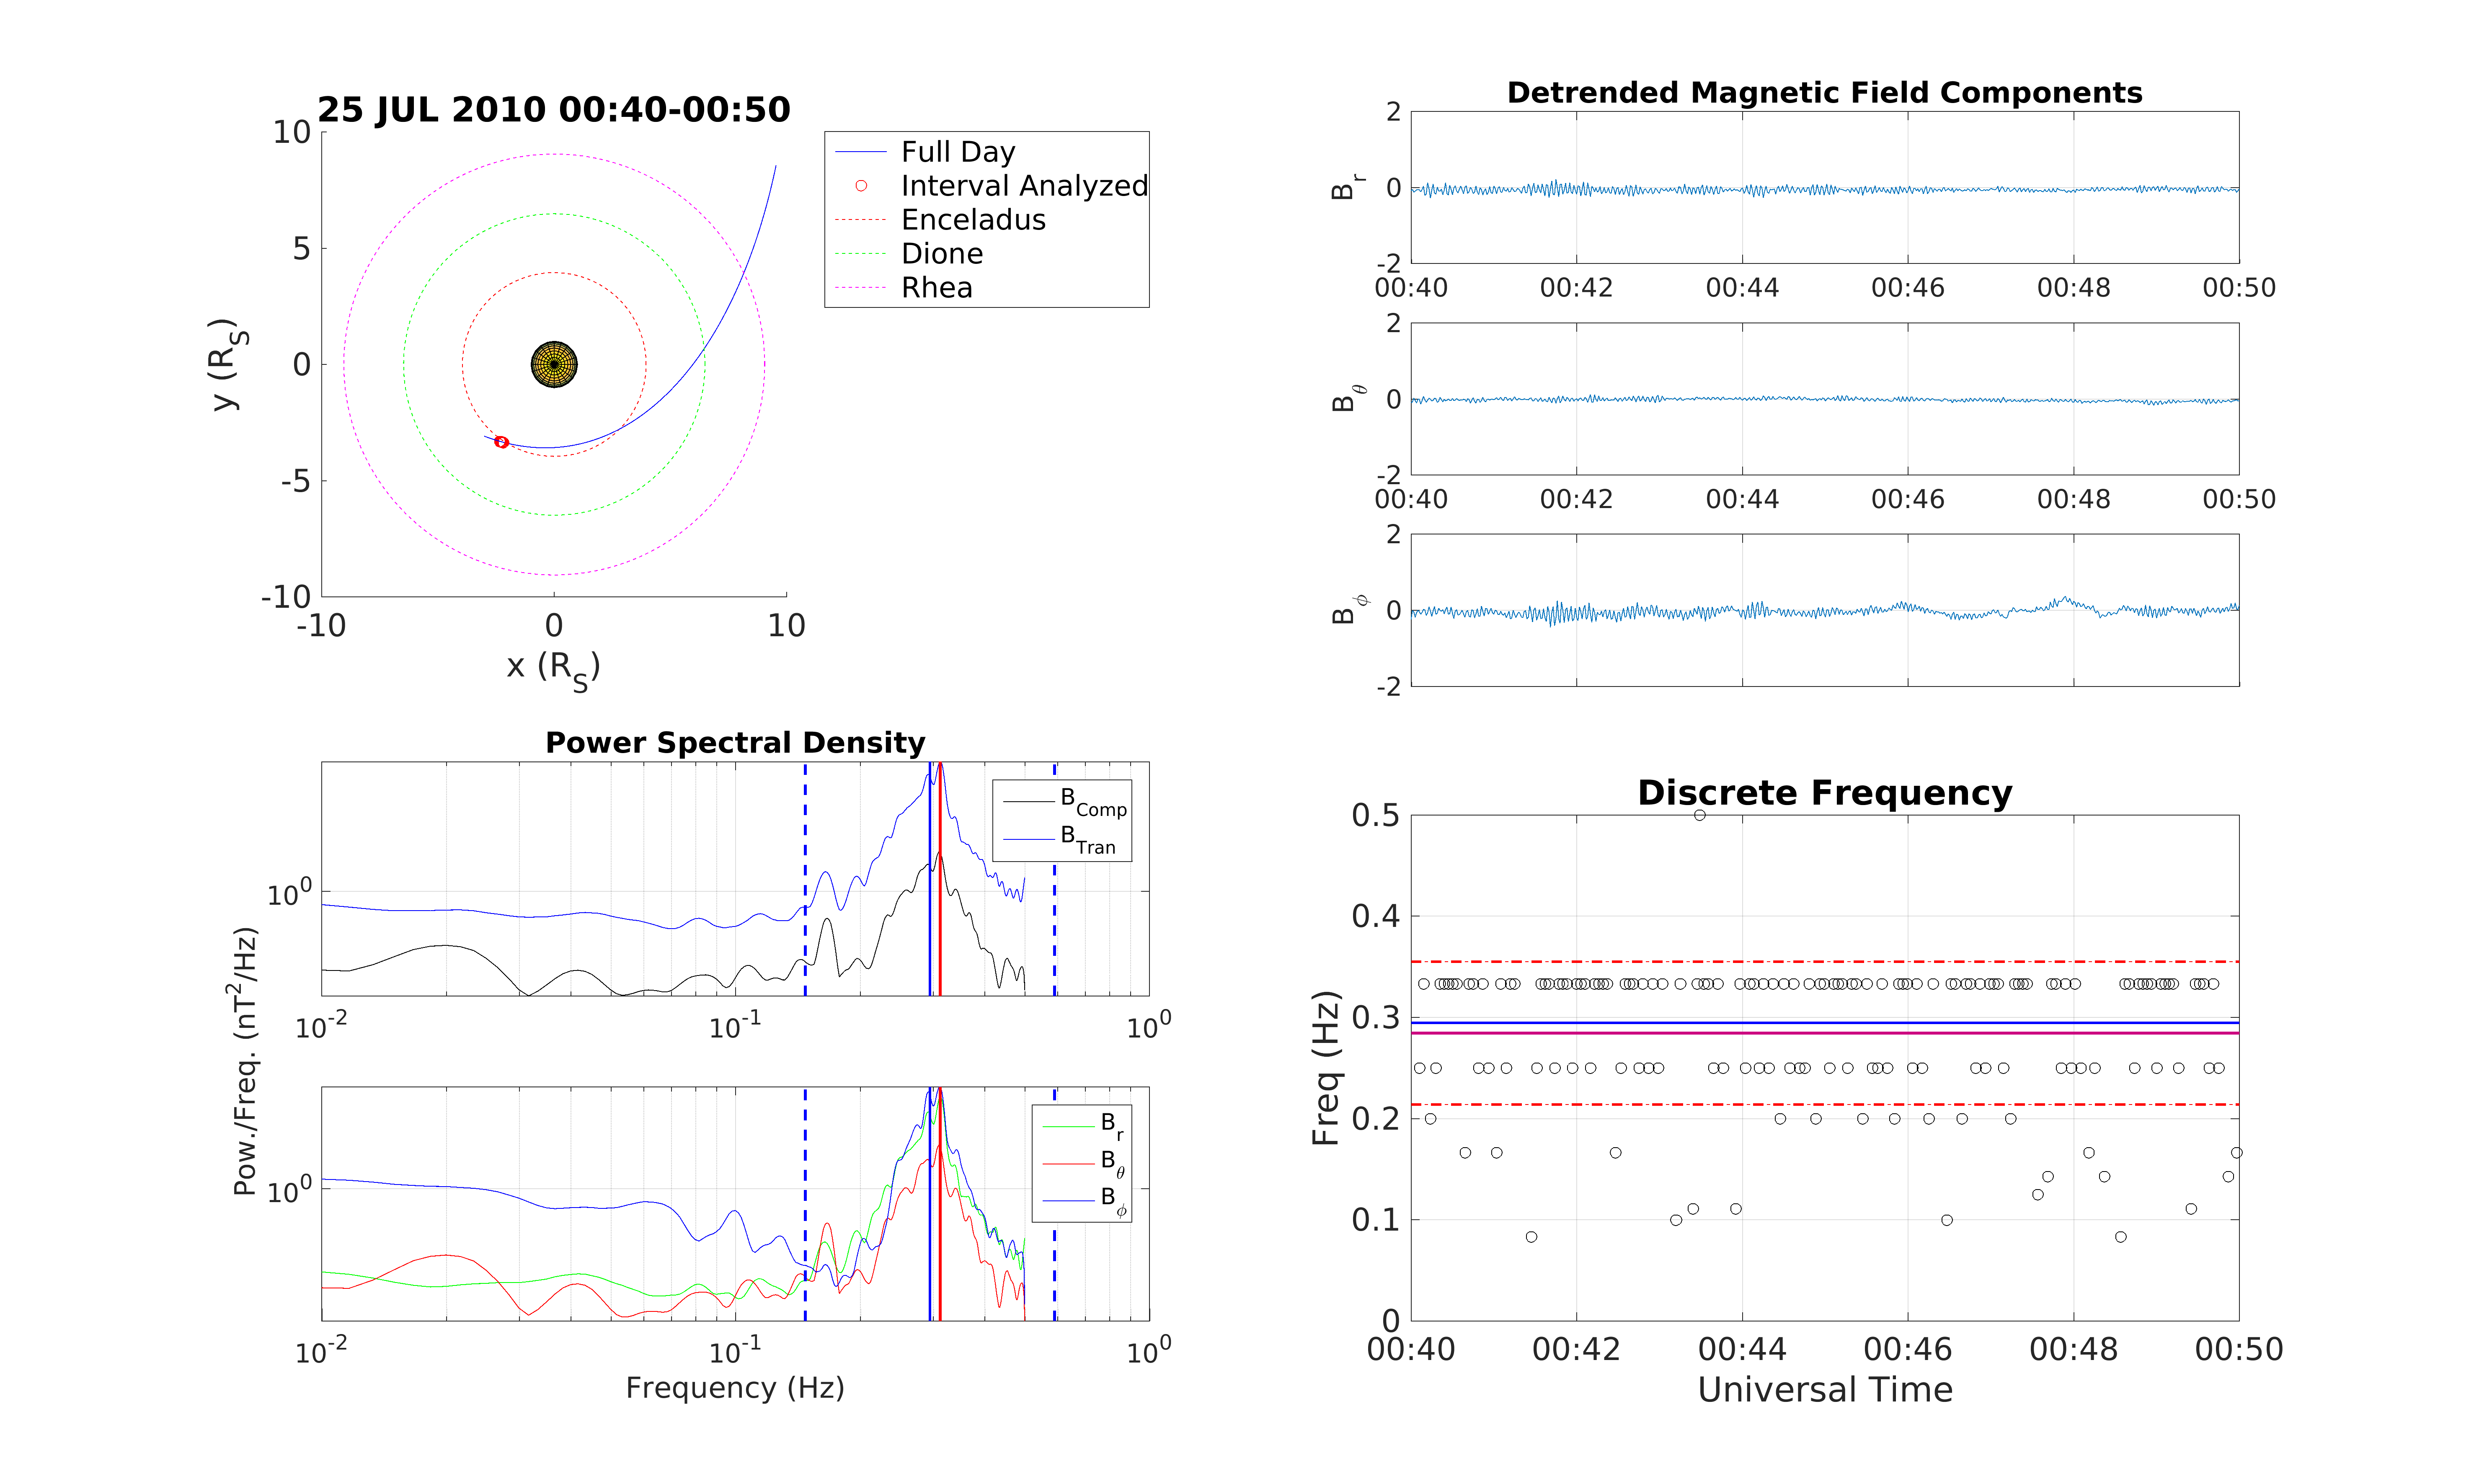 25 JUL 2010 00:40-00:50
10
5
0
-5
-10
-10 0 10
x (R_S)
y (R_S)
Full Day
Interval Analyzed
Enceladus
Dione
Rhea
Detrended Magnetic Field Components
2
0
-2
B_r
00:40 00:42 00:44 00:46 00:48 00:50
2
0
-2
B_θ
00:40 00:42 00:44 00:46 00:48 00:50
2
0
-2
B_ϕ
Power Spectral Density
10^0
B_Comp
B_Tran
10^-2 10^-1 10^0
Pow./Freq. (nT^2/Hz)
10^0
B_r
B_θ
B_ϕ
10^-2 10^-1 10^0
Frequency (Hz)
Discrete Frequency
0.5
0.4
0.3
0.2
0.1
0
Freq (Hz)
00:40 00:42 00:44 00:46 00:48 00:50
Universal Time